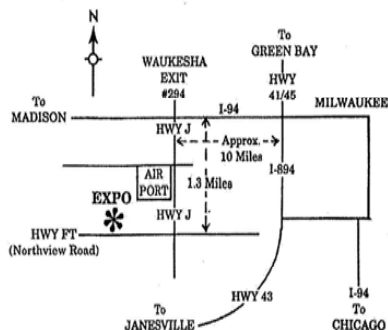 N
To
GREEN BAY
WAUKESHA
EXIT
#294
HWY
41/45
To
MADISON
I-94
MILWAUKEE
HWY J
Approx.
10 Miles
AIR
PORT
1.3 Miles
I-894
EXPO
HWY J
HWY FT
(Northview Road)
HWY 43
I-94
To
JANESVILLE
To
CHICAGO